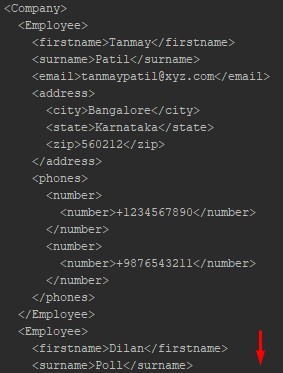 <Company>
<Employee>
<firstname>Tanmay</firstname>
<surname>Patil</surname>
<email>tanmaypatil@xyz.com</email>
<address>
<city>Bangalore</city>
<state>Karnataka</state>
<zip>560212</zip>
</address>
<phones>
<number>
<number>+1234567890</number>
</number>
<number>
<number>+9876543211</number>
</number>
</phones>
</Employee>
<Employee>
<firstname>Dilan</firstname>
<surname>Poll</surname>